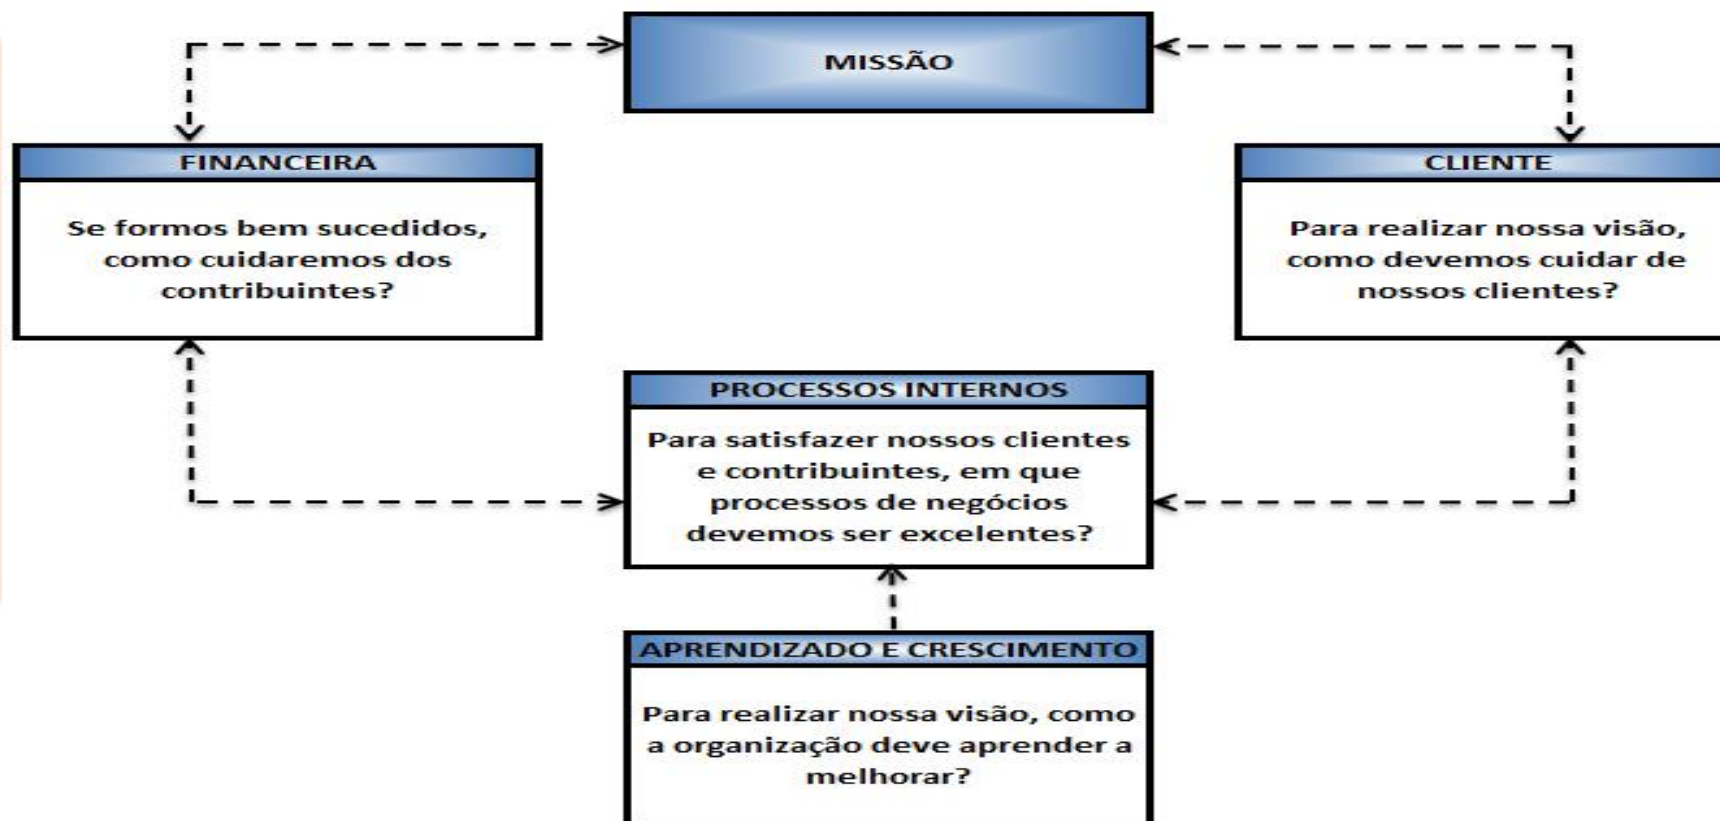 MISSÃO
FINANCEIRA
Se formos bem sucedidos,
como cuidaremos dos
contribuintes?
CLIENTE
Para realizar nossa visão,
como devemos cuidar de
nossos clientes?
PROCESSOS INTERNOS
Para satisfazer nossos clientes
e contribuintes, em que
processos de negócios
devemos ser excelentes?
APRENDIZADO E CRESCIMENTO
Para realizar nossa visão, como
a organização deve aprender a
melhorar?